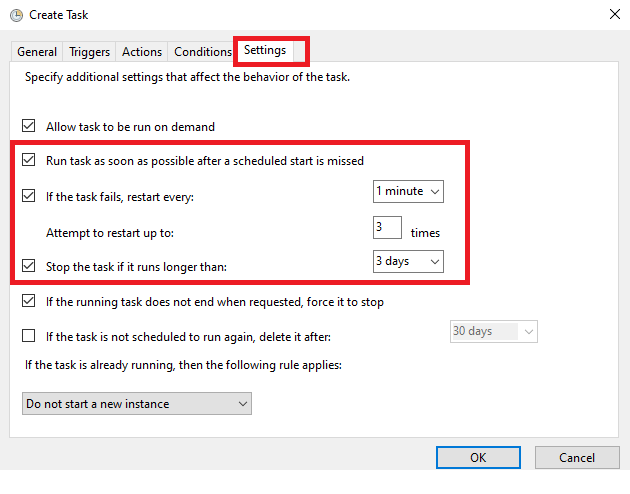 Create Task
General Triggers Actions Conditions Settings
Specify additional settings that affect the behavior of the task.
Allow task to be run on demand
Run task as soon as possible after a scheduled start is missed
If the task fails, restart every: 1 minute
Attempt to restart up to: 3 times
Stop the task if it runs longer than: 3 days
If the running task does not end when requested, force it to stop
If the task is not scheduled to run again, delete it after: 30 days
If the task is already running, then the following rule applies:
Do not start a new instance
OK Cancel